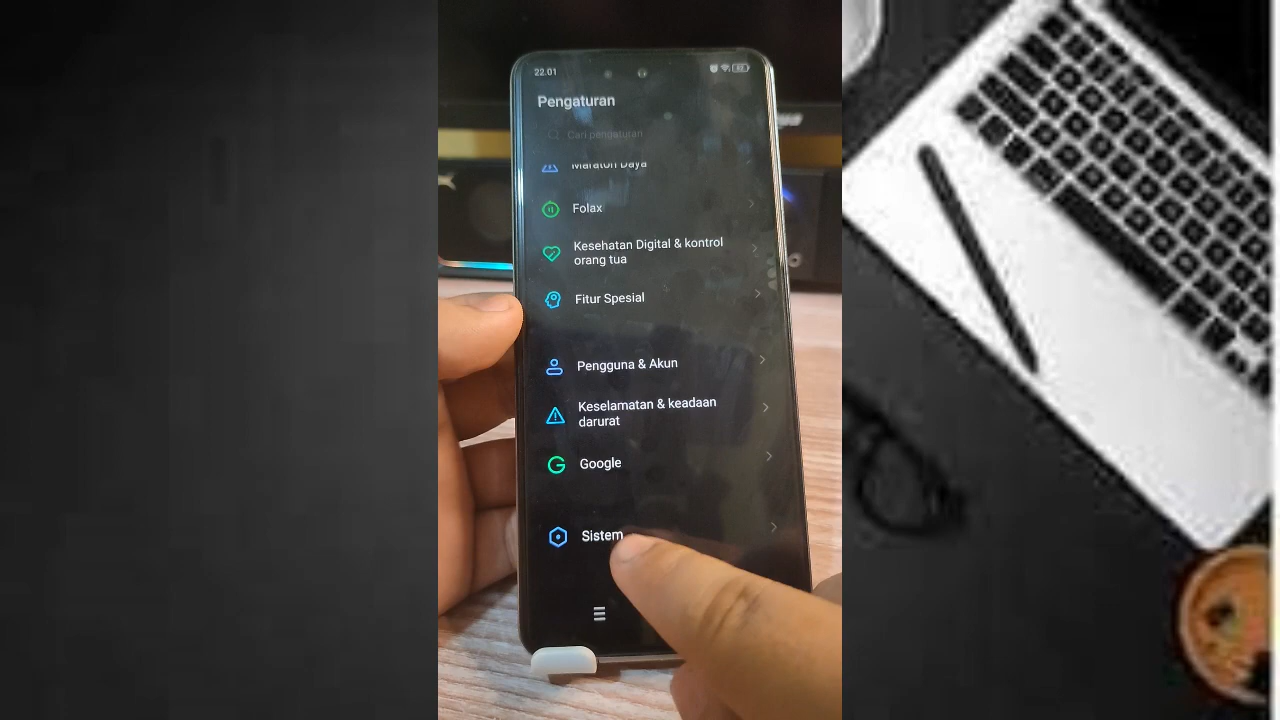 22.01
Pengaturan
Cari pengaturan
Maraton Daya
Folax
Kesehatan Digital & kontrol
orang tua
Fitur Spesial
Pengguna & Akun
Keselamatan & keadaan
darurat
Google
Sistem